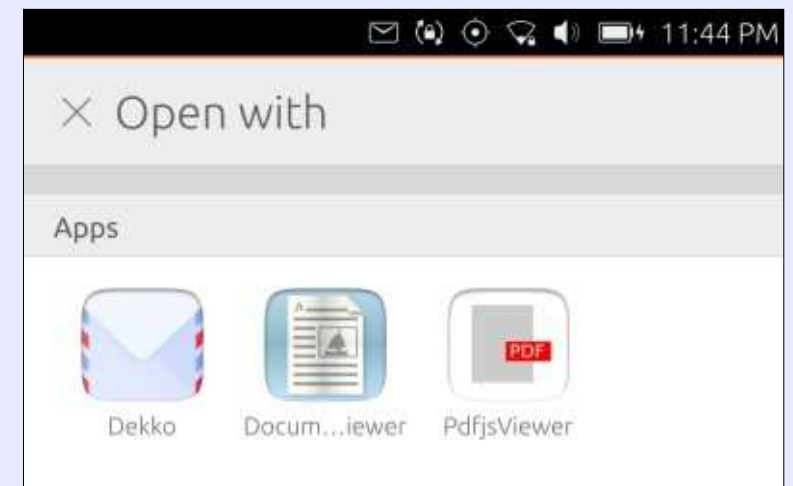 11:44 PM
× Open with
Apps
PDF
Dekko Docum...iewer PdfjsViewer